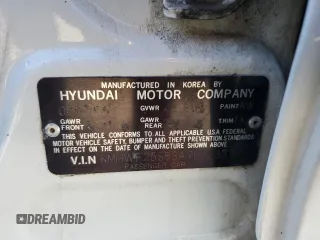 MANUFACTURED IN KOREA BY
HYUNDAI MOTOR COMPANY
GVWR
PAINT
GAWR
FRONT
GAWR
REAR
TRIM
THIS VEHICLE CONFORMS TO ALL APPLICABLE U.S.A FEDERAL
MOTOR VEHICLE SAFETY, BUMPER AND THEFT PREVENTION STANDARDS
IN EFFECT ON THE DATE OF MANUFACTURE SHOWN ABOVE.
V.I.N
PASSENGER CAR
DREAMBID